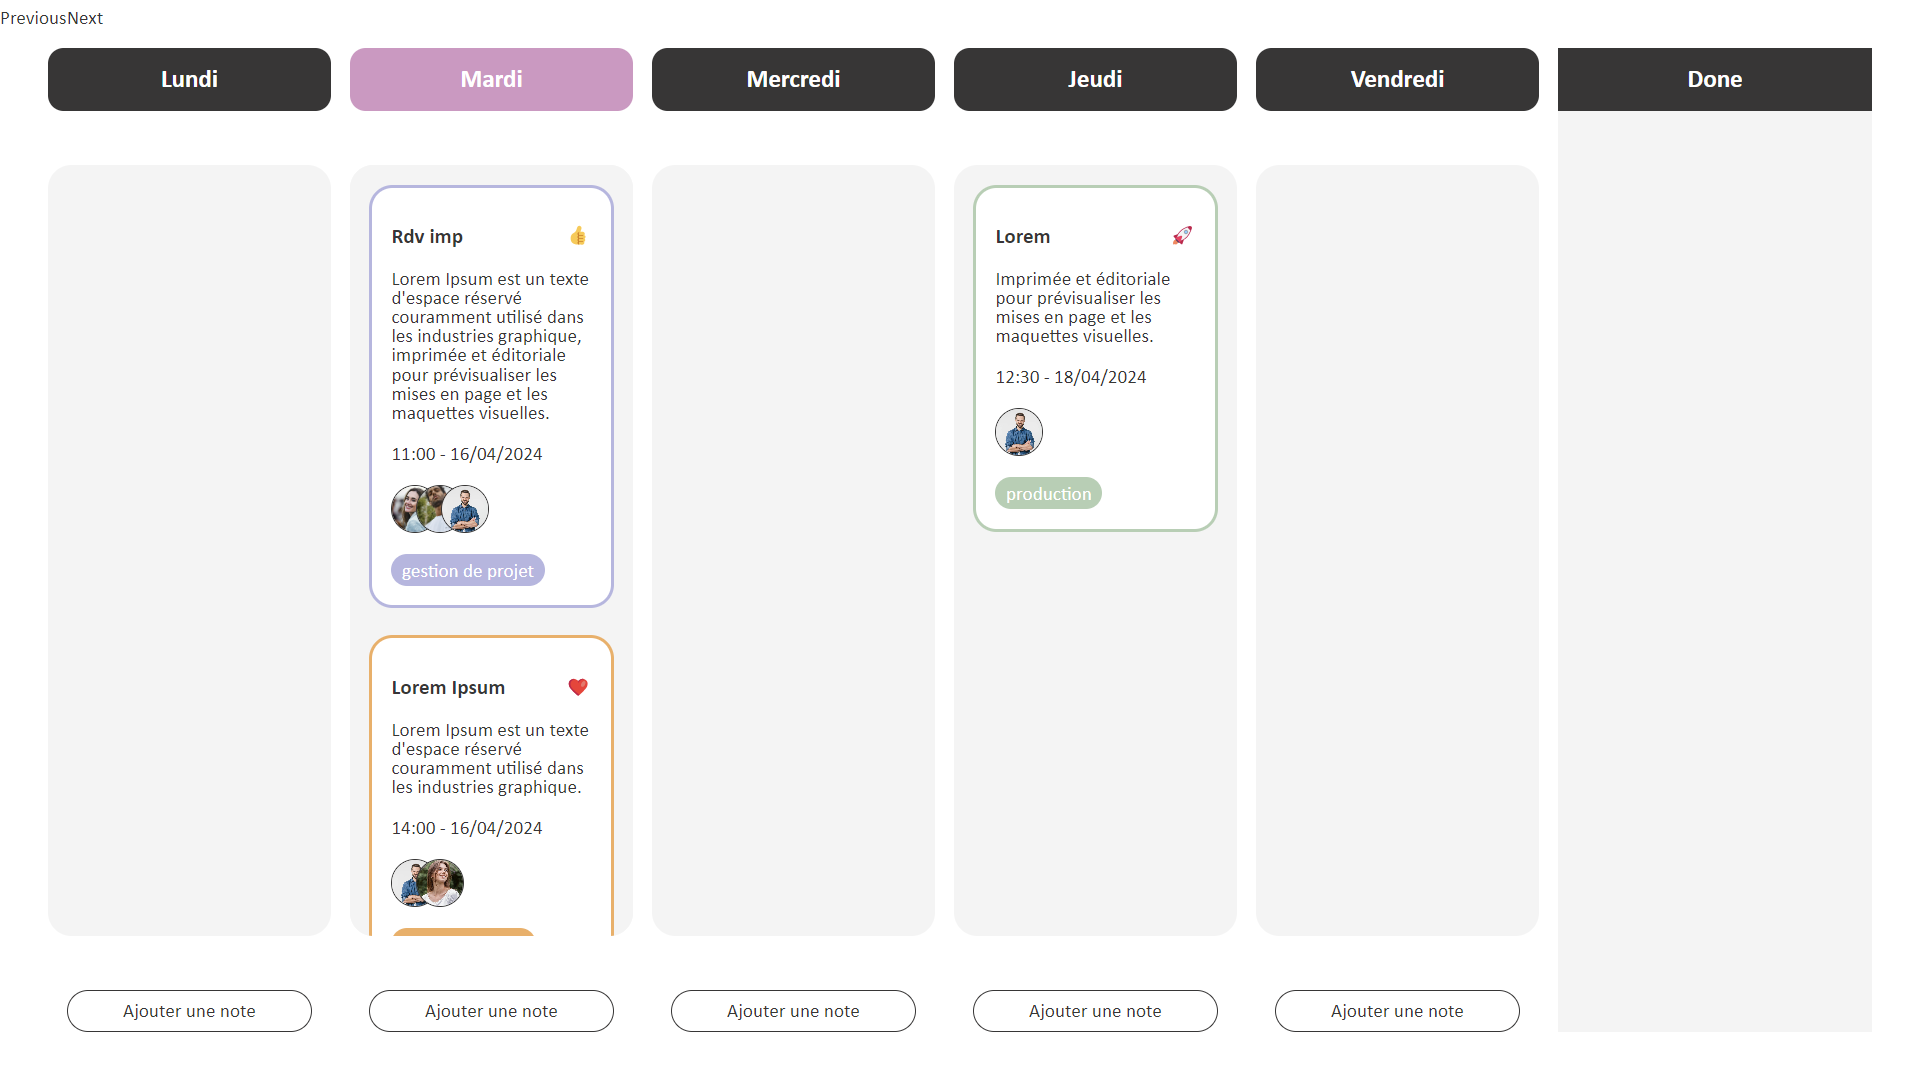 PreviousNext
Lundi
Mardi
Mercredi
Jeudi
Vendredi
Done
Rdv imp
Lorem Ipsum est un texte
d'espace réservé
couramment utilisé dans
les industries graphique,
imprimée et éditoriale
pour prévisualiser les
mises en page et les
maquettes visuelles.
11:00 - 16/04/2024
gestion de projet
Lorem Ipsum
Lorem Ipsum est un texte
d'espace réservé
couramment utilisé dans
les industries graphique.
14:00 - 16/04/2024
Lorem
Imprimée et éditoriale
pour prévisualiser les
mises en page et les
maquettes visuelles.
12:30 - 18/04/2024
production
Ajouter une note
Ajouter une note
Ajouter une note
Ajouter une note
Ajouter une note